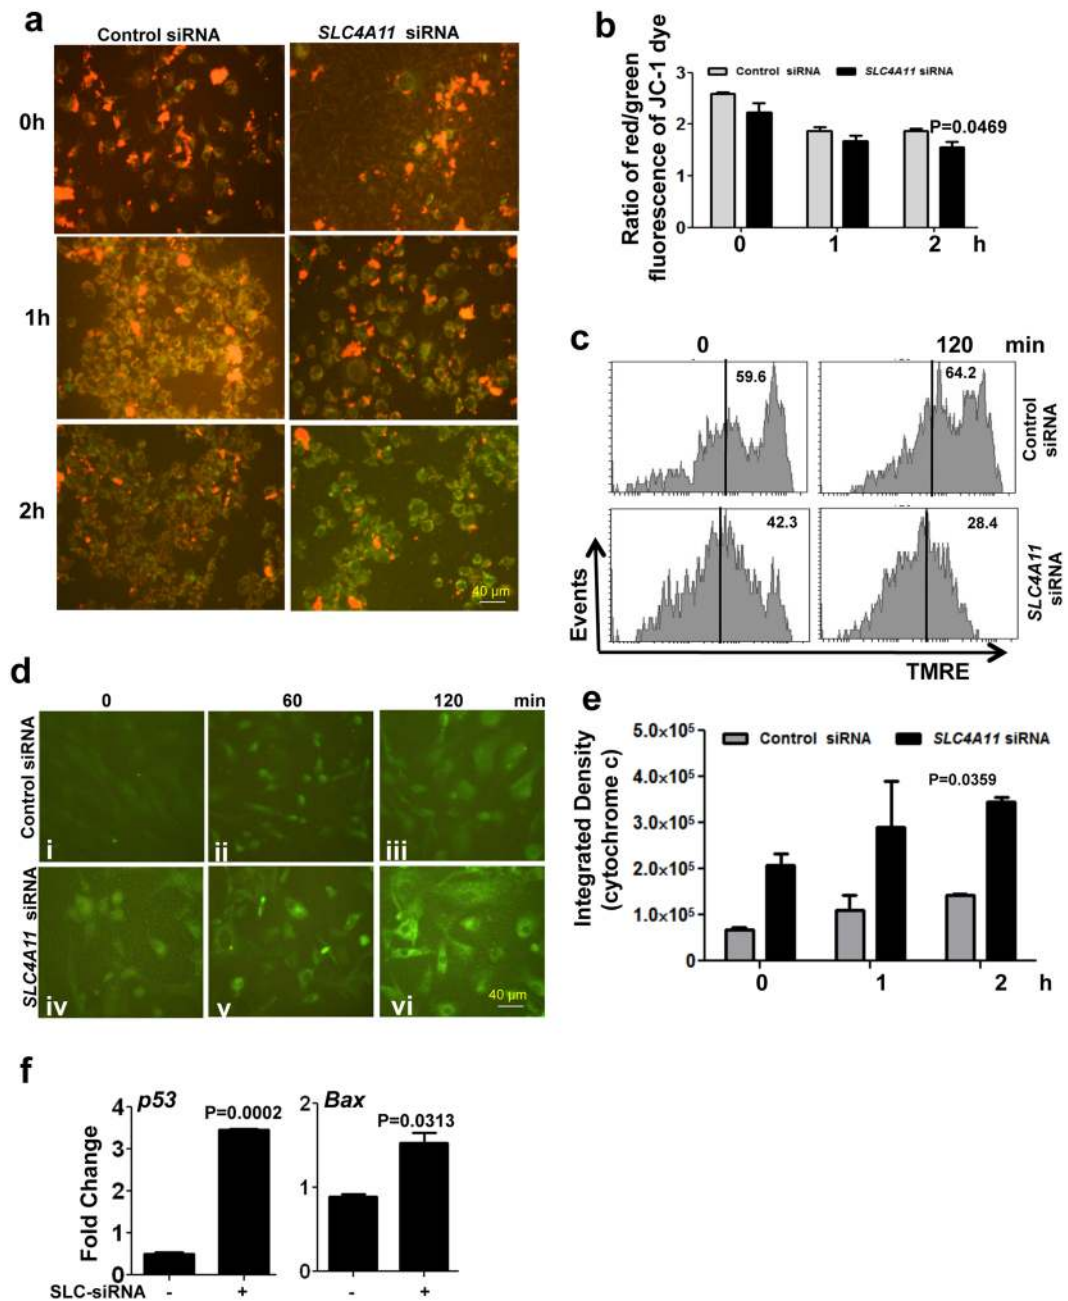 a
Control siRNA
SLC4A11 siRNA
0h
1h
2h
40 µm
b
Ratio of red/green
fluorescence of JC-1 dye
Control siRNA
SLC4A11 siRNA
3
2
1
0
P=0.0469
0
1
2
h
c
0
120
min
59.6
64.2
Control
siRNA
42.3
28.4
SLC4A11
siRNA
Events
TMRE
d
0
60
120
min
Control siRNA
i
ii
iii
SLC4A11 siRNA
iv
v
vi
40 µm
e
Integrated Density
(cytochrome c)
5.0×10⁵
4.0×10⁵
3.0×10⁵
2.0×10⁵
1.0×10⁵
0
Control siRNA
SLC4A11 siRNA
P=0.0359
0
1
2
h
f
Fold Change
p53
P=0.0002
4
3
2
1
0
Bax
P=0.0313
2
1
0
SLC-siRNA
-
+
-
+